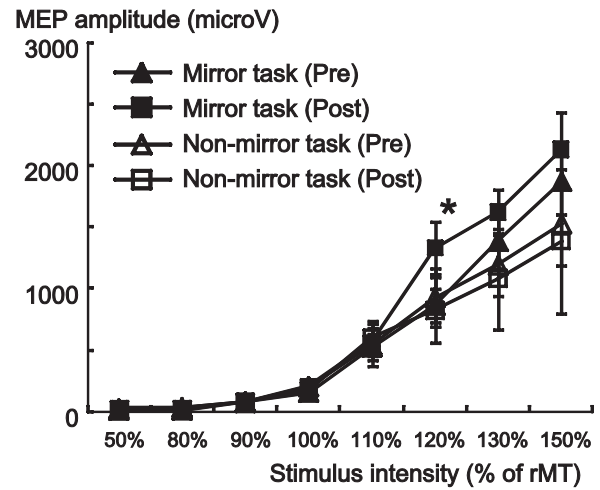 MEP amplitude (microV)
3000
Mirror task (Pre)
Mirror task (Post)
Non-mirror task (Pre)
2000
Non-mirror task (Post)
*
1000
0
50% 80% 90% 100% 110% 120% 130% 150%
Stimulus intensity (% of rMT)